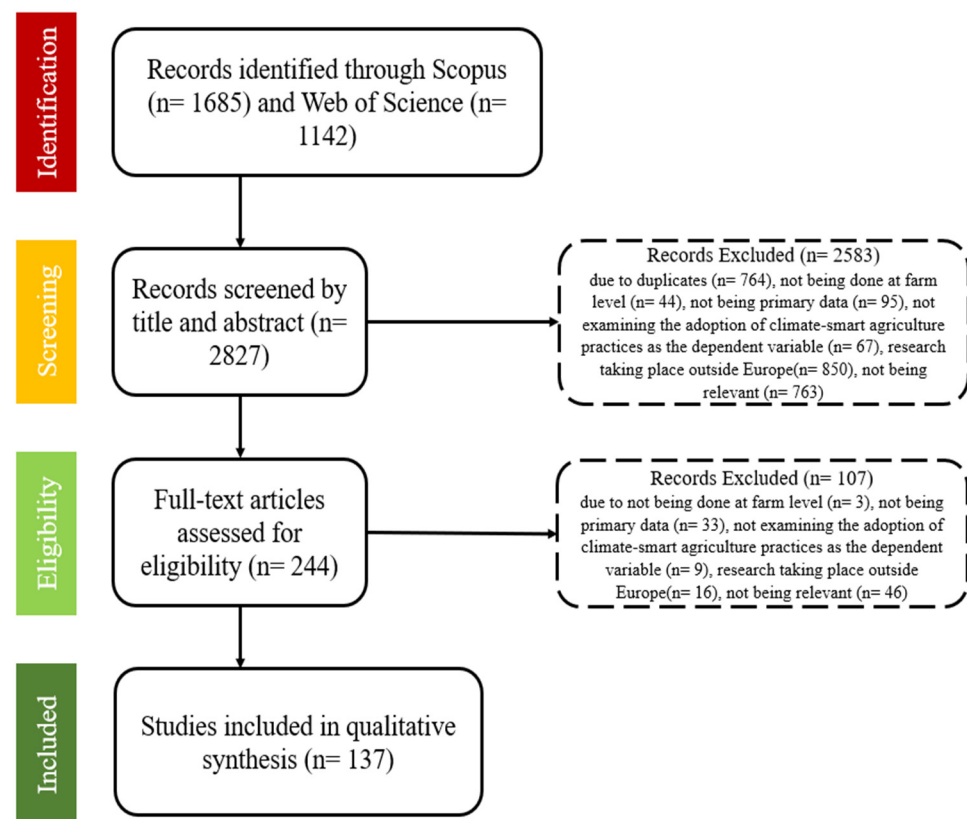 Identification
Records identified through Scopus
(n= 1685) and Web of Science (n=
1142)
Screening
Records screened by
title and abstract (n=
2827)
Records Excluded (n= 2583)
due to duplicates (n= 764), not being done at farm
level (n= 44), not being primary data (n= 95), not
examining the adoption of climate-smart agriculture
practices as the dependent variable (n= 67), research
taking place outside Europe(n= 850), not being
relevant (n= 763)
Eligibility
Full-text articles
assessed for
eligibility (n= 244)
Records Excluded (n= 107)
due to not being done at farm level (n= 3), not being
primary data (n= 33), not examining the adoption of
climate-smart agriculture practices as the dependent
variable (n= 9), research taking place outside
Europe(n= 16), not being relevant (n= 46)
Included
Studies included in qualitative
synthesis (n= 137)